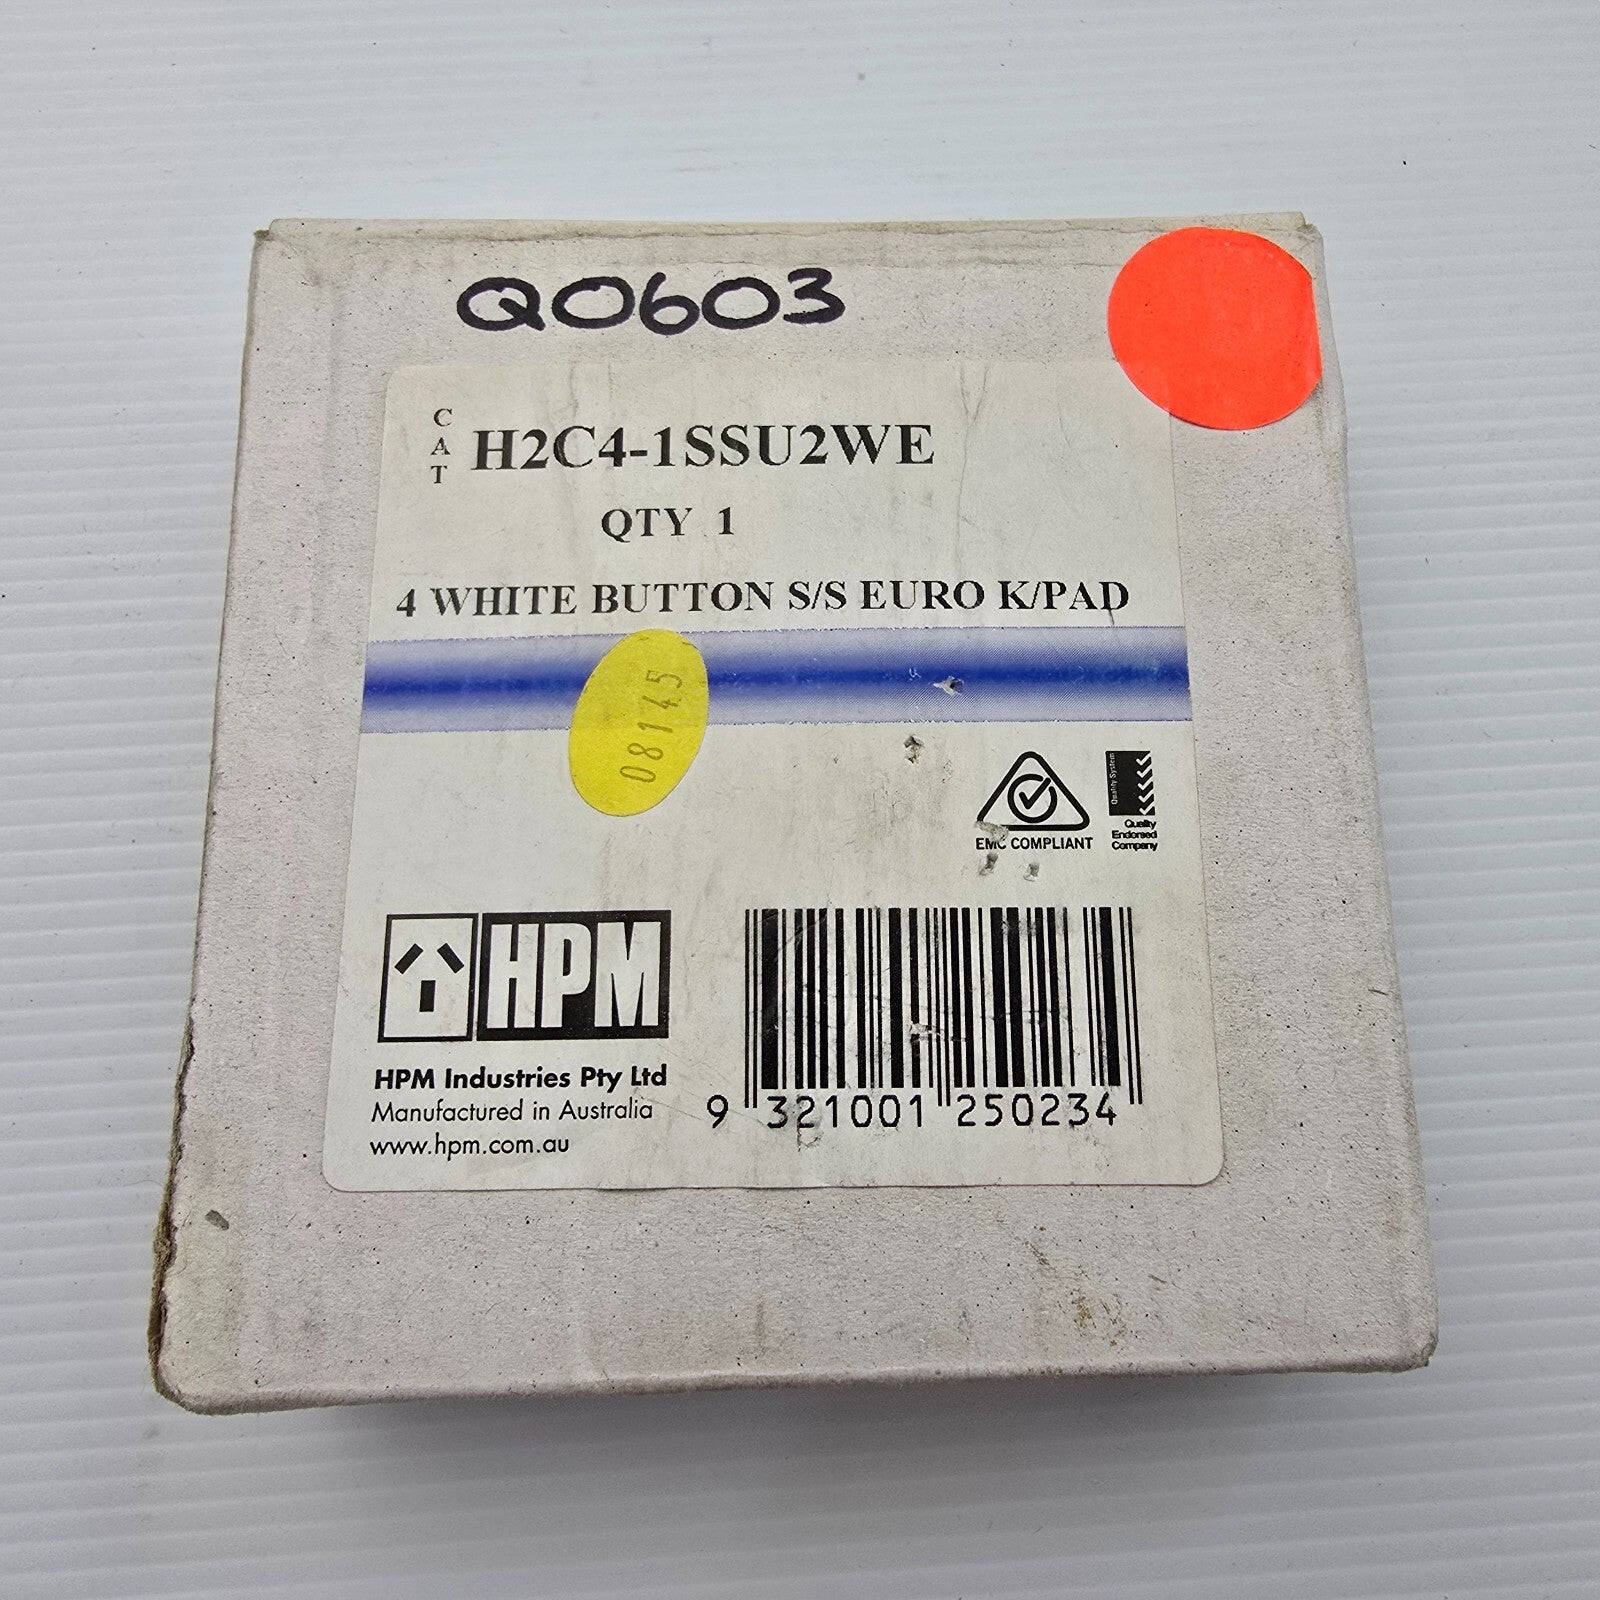 Q0603
CAT H2C4-1SSU2WE
QTY 1
4 WHITE BUTTON S/S EURO K/PAD
08145
Quality System
EMC COMPLIANT
Quality
Endorsed
Company
HPM
HPM Industries Pty Ltd
Manufactured in Australia
www.hpm.com.au
9 321001 250234